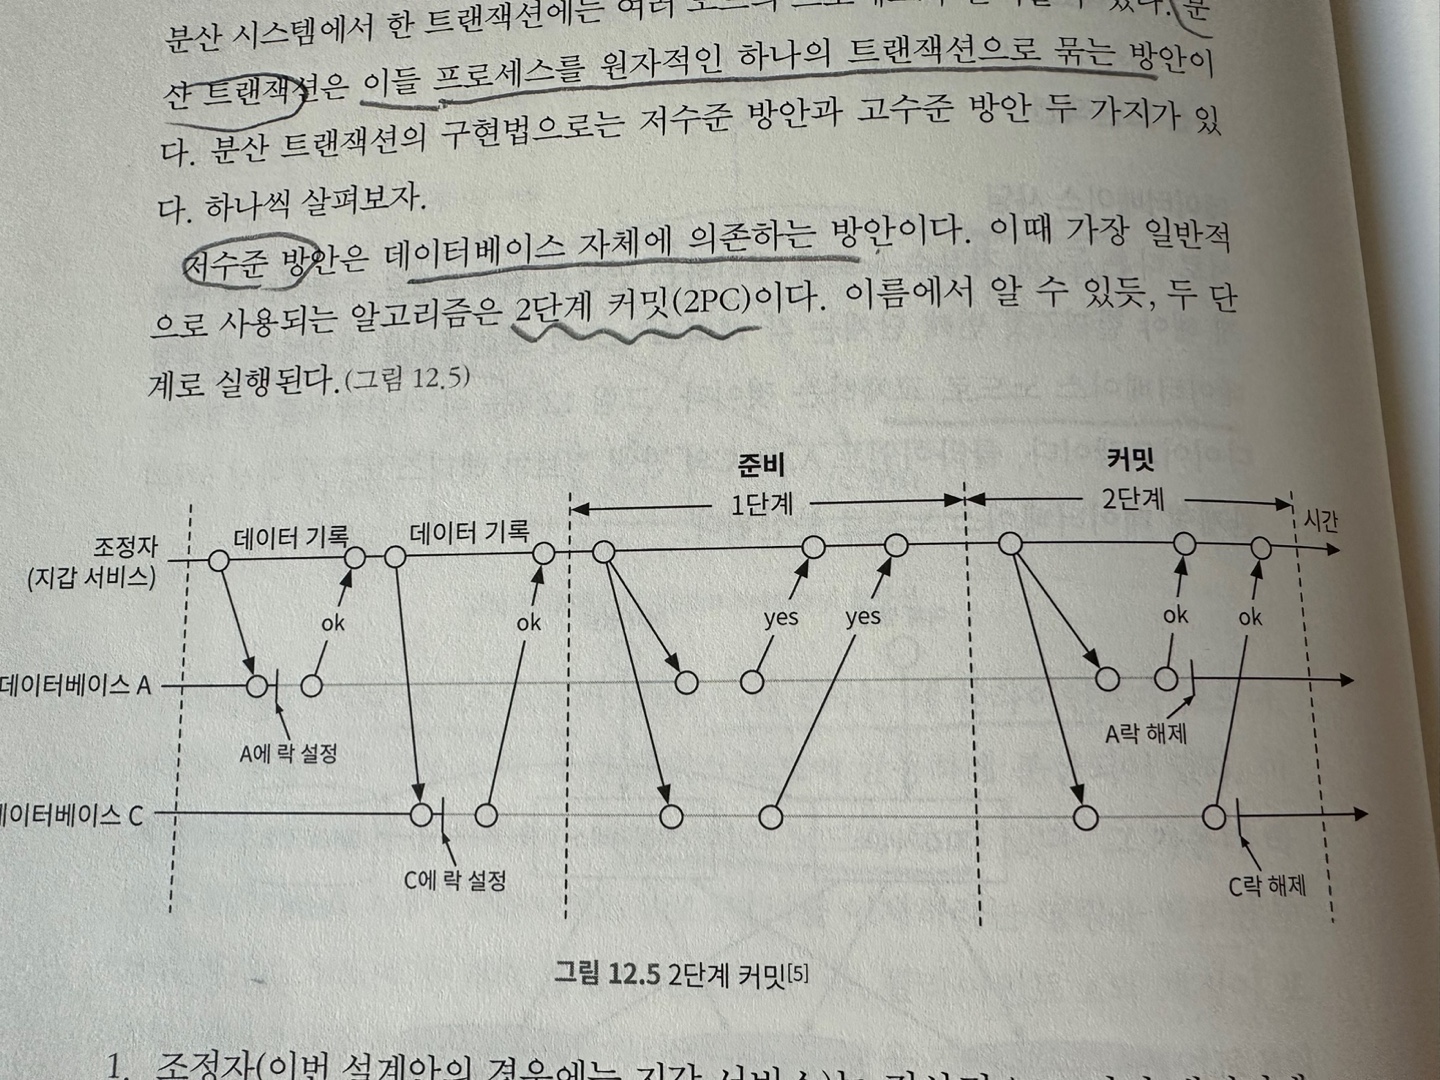 분산 시스템에서 한 트랜잭션에는 여러 노드의 프로세스가 있다. 분
산 트랜잭션은 이들 프로세스를 원자적인 하나의 트랜잭션으로 묶는 방안이
다. 분산 트랜잭션의 구현법으로는 저수준 방안과 고수준 방안 두 가지가 있
다. 하나씩 살펴보자.
저수준 방안은 데이터베이스 자체에 의존하는 방안이다. 이때 가장 일반적
으로 사용되는 알고리즘은 2단계 커밋(2PC)이다. 이름에서 알 수 있듯, 두 단
계로 실행된다.(그림 12.5)
준비 커밋
1단계 2단계
시간
조정자
(지갑 서비스)
데이터 기록 데이터 기록
ok ok yes yes ok ok
데이터베이스 A
A에 락 설정 A락 해제
데이터베이스 C
C에 락 설정 C락 해제
그림 12.5 2단계 커밋[5]
1. 조정자(이번 설계안의 경우에는 지갑 서비스)는